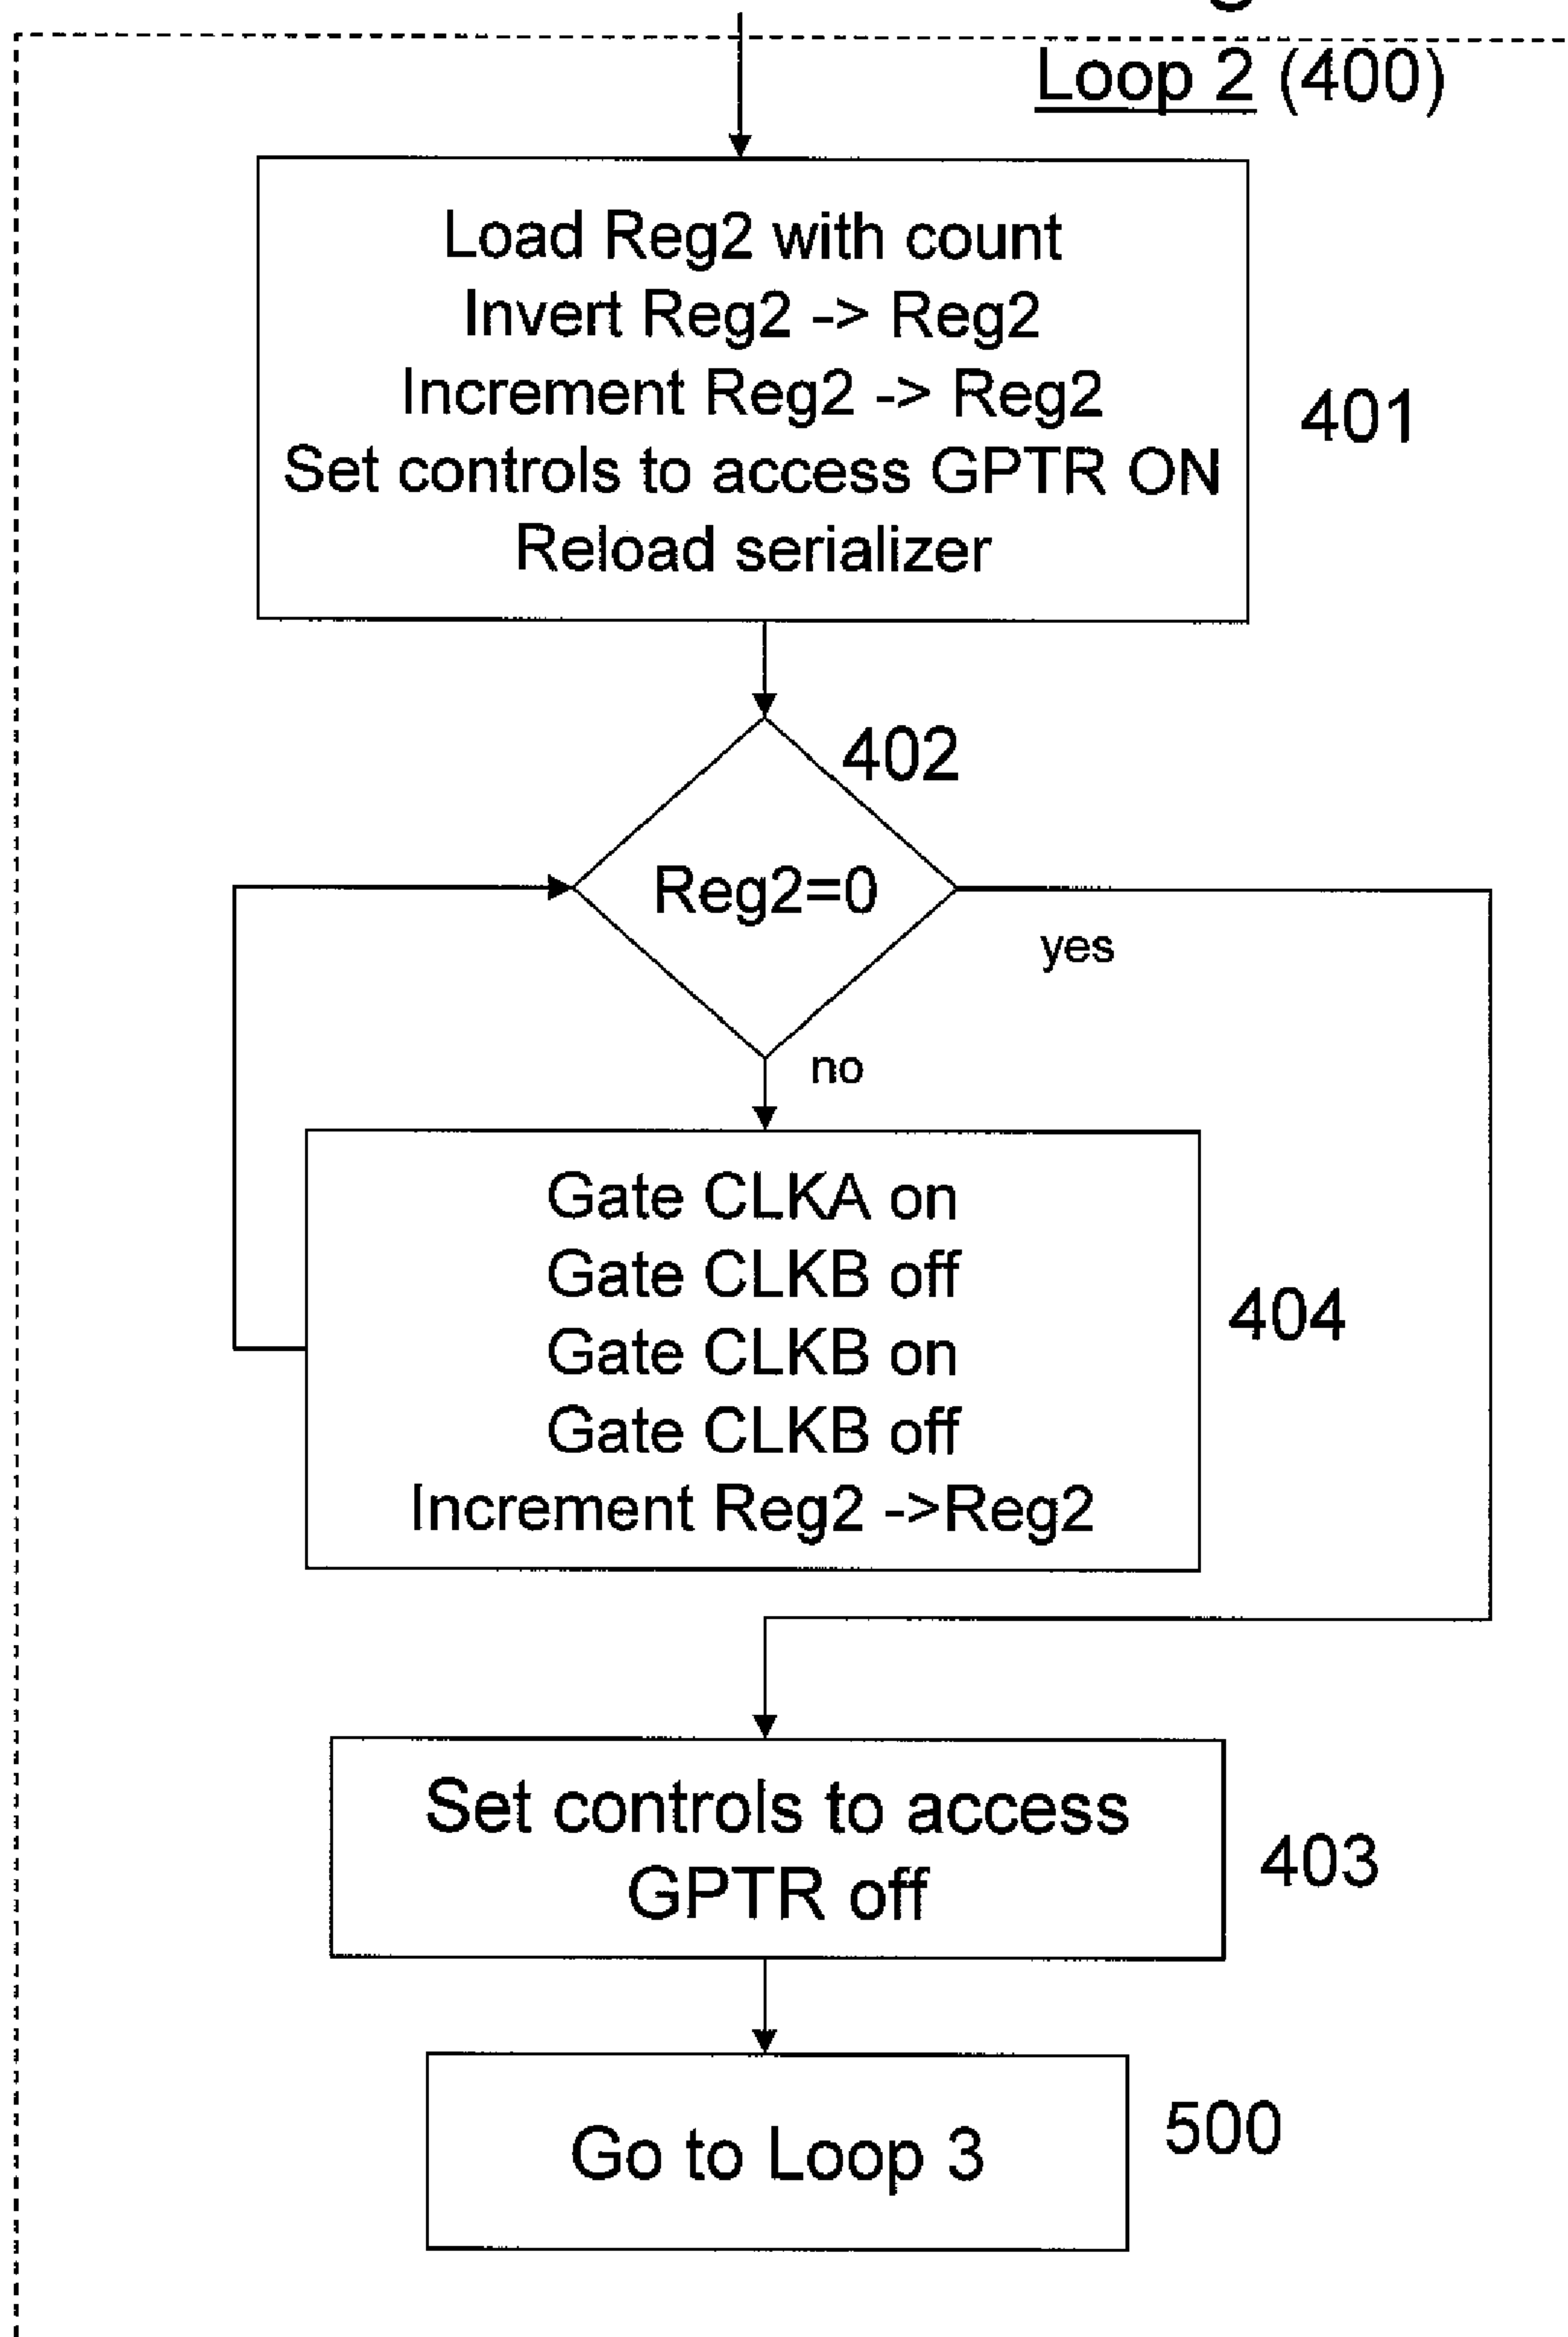 Loop 2 (400)
Load Reg2 with count
Invert Reg2 -> Reg2
Increment Reg2 -> Reg2
Set controls to access GPTR ON
Reload serializer
401
402
Reg2=0
yes
no
Gate CLKA on
Gate CLKB off
Gate CLKB on
Gate CLKB off
Increment Reg2 ->Reg2
404
Set controls to access
GPTR off
403
Go to Loop 3
500